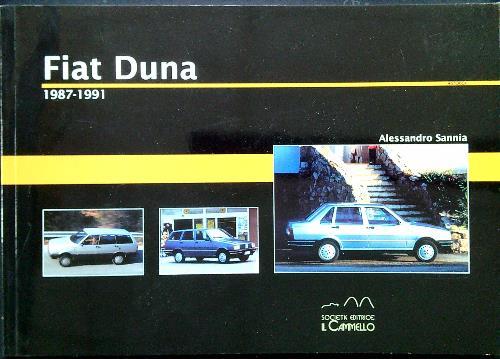 Fiat Duna
1987-1991
Alessandro Sannia
SOCIETÀ EDITRICE
IL CAMMELLO